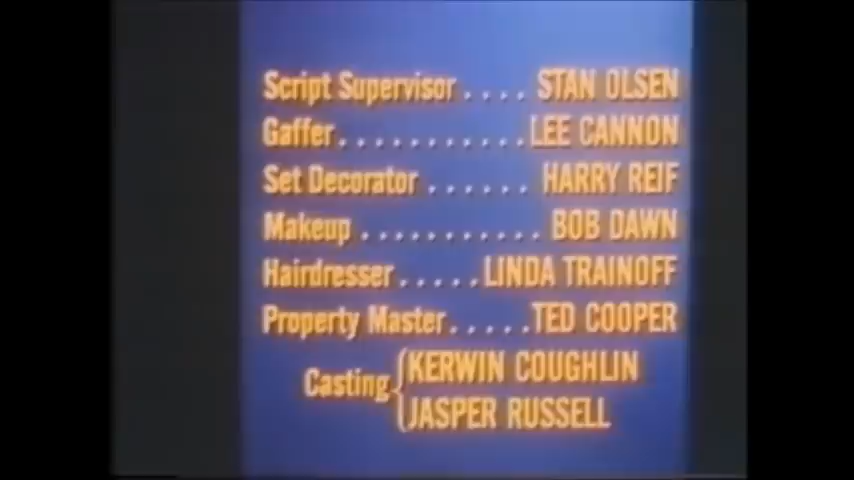 Script Supervisor . . . . STAN OLSEN
Gaffer . . . . . . . . . . . LEE CANNON
Set Decorator . . . . . . HARRY REIF
Makeup . . . . . . . . . . . BOB DAWN
Hairdresser . . . . . LINDA TRAINOFF
Property Master . . . . . TED COOPER
Casting { KERWIN COUGHLIN
JASPER RUSSELL